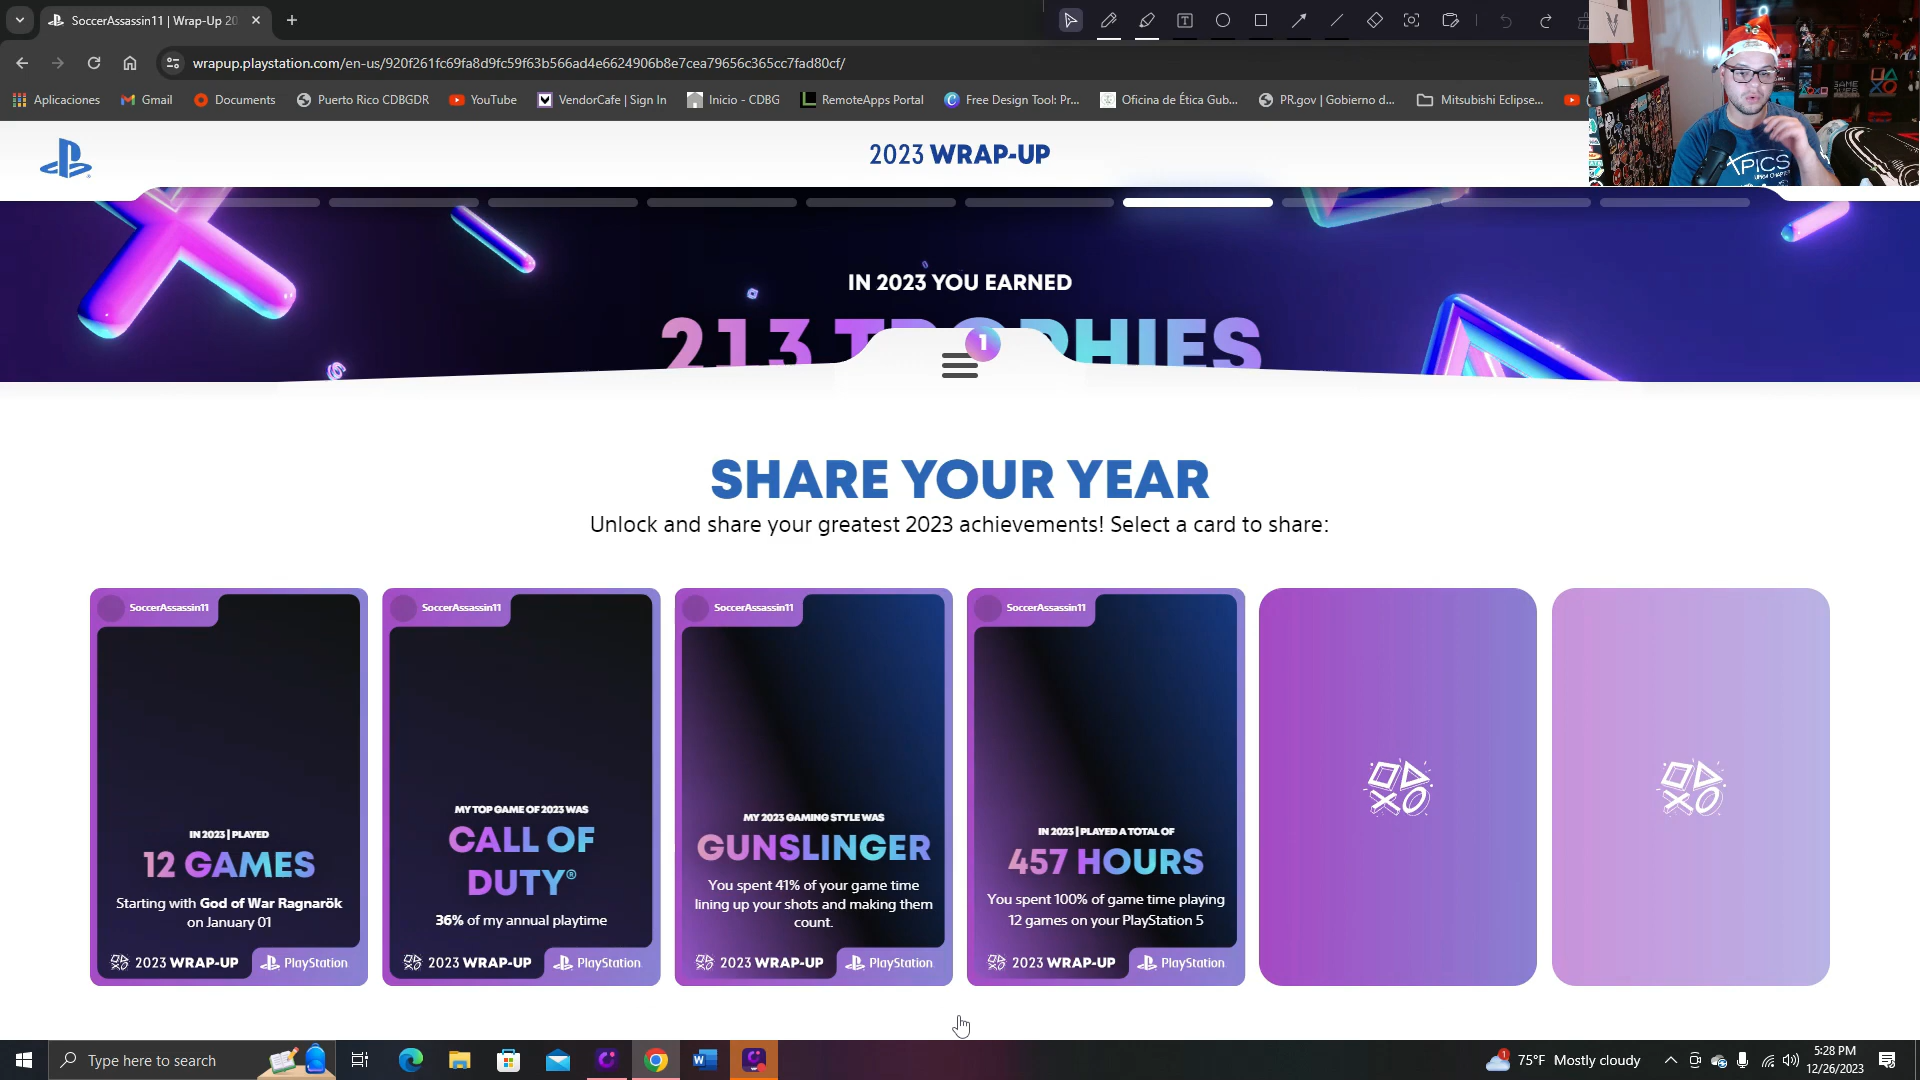 SoccerAssassin11 | Wrap-Up 20
wrapup.playstation.com/en-us/920f261fc69fa8d9fc59f63b566ad4e6624906b8e7cea79656c365cc7fad80cf/
Aplicaciones Gmail Documents Puerto Rico CDBGDR YouTube VendorCafe | Sign In Inicio - CDBG RemoteApps Portal Free Design Tool: Pr... Oficina de Ética Gub... PR.gov | Gobierno d... Mitsubishi Eclipse...
2023 WRAP-UP
APICS
IN 2023 YOU EARNED
213 TROPHIES
1
SHARE YOUR YEAR
Unlock and share your greatest 2023 achievements! Select a card to share:
SoccerAssassin11
IN 2023 I PLAYED
12 GAMES
Starting with God of War Ragnarök
on January 01
2023 WRAP-UP PlayStation
SoccerAssassin11
MY TOP GAME OF 2023 WAS
CALL OF
DUTY®
36% of my annual playtime
2023 WRAP-UP PlayStation
SoccerAssassin11
MY 2023 GAMING STYLE WAS
GUNSLINGER
You spent 41% of your game time
lining up your shots and making them
count.
2023 WRAP-UP PlayStation
SoccerAssassin11
IN 2023 I PLAYED A TOTAL OF
457 HOURS
You spent 100% of game time playing
12 games on your PlayStation 5
2023 WRAP-UP PlayStation
Type here to search
1
75°F Mostly cloudy
5:28 PM
12/26/2023